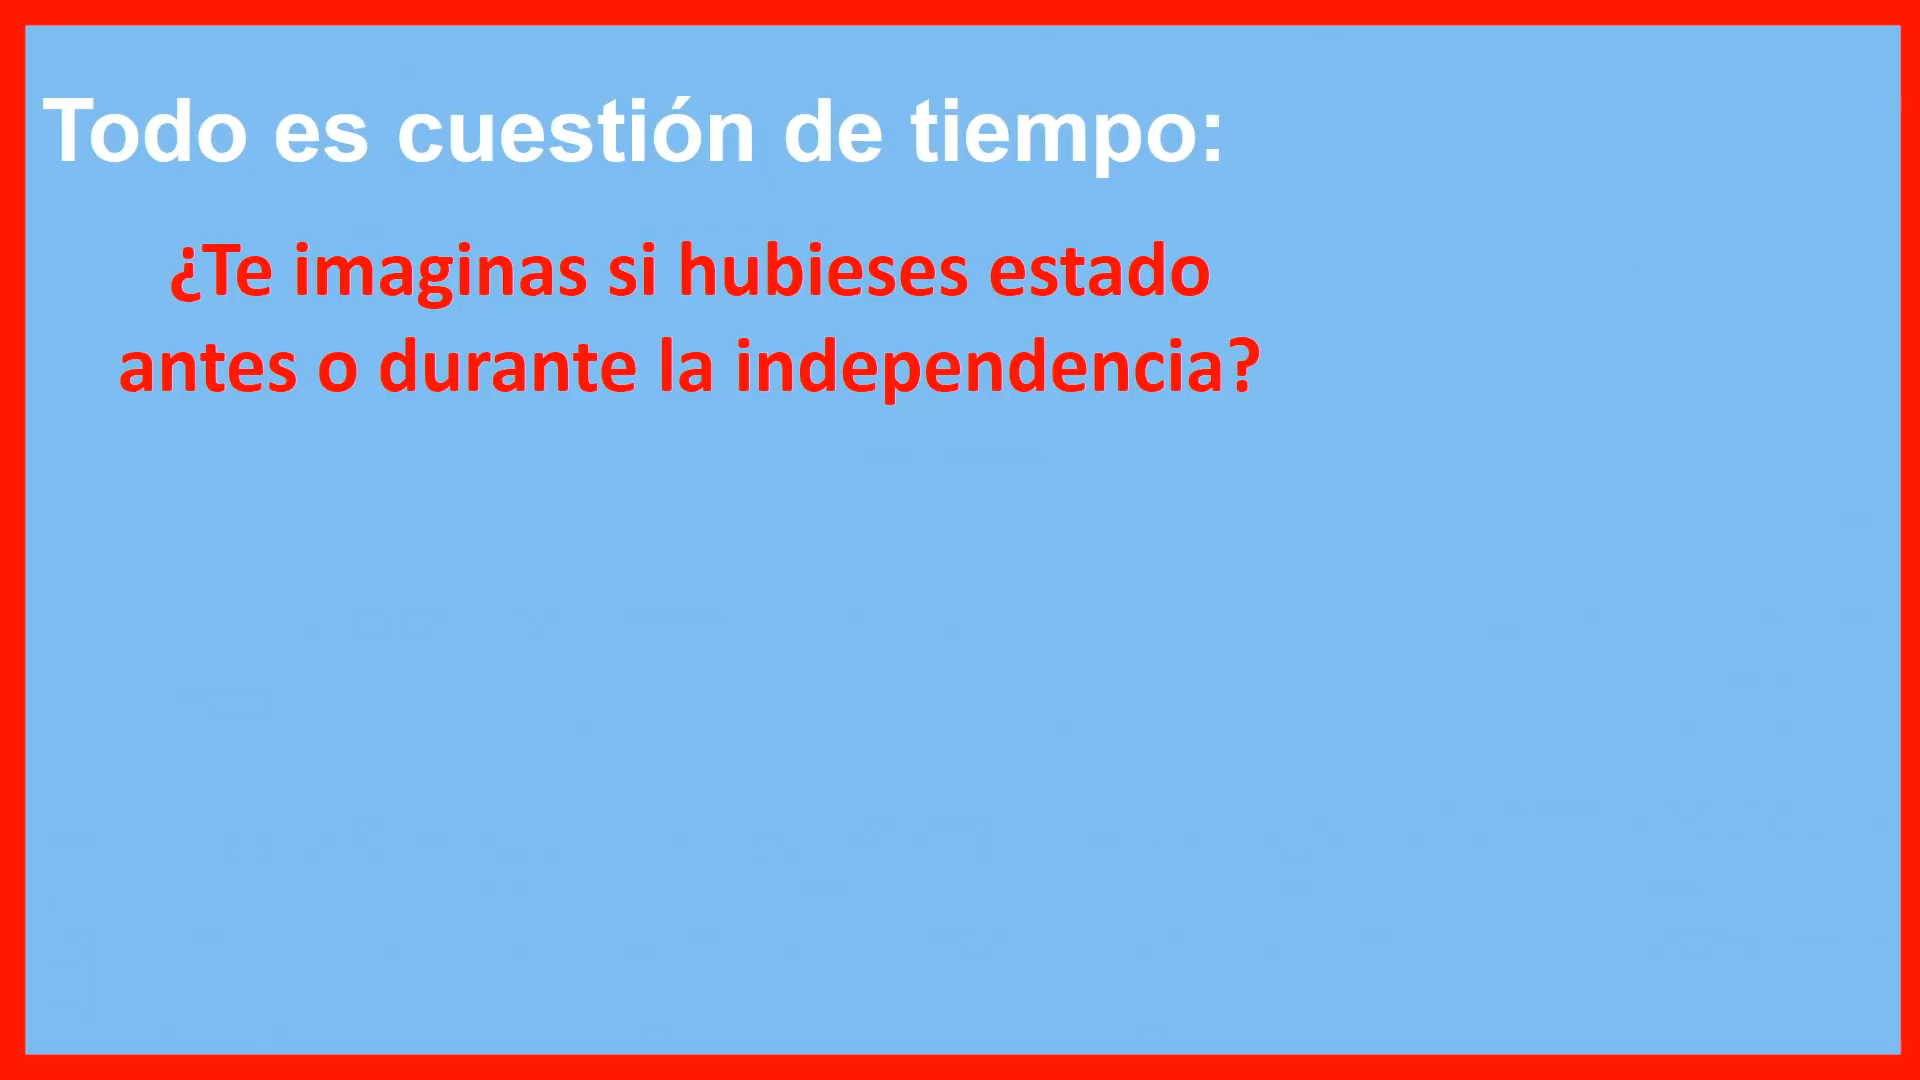 Todo es cuestión de tiempo:
¿Te imaginas si hubieses estado
antes o durante la independencia?